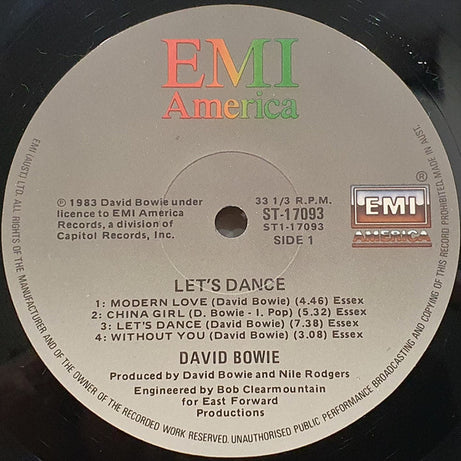 EMI
America
℗ 1983 David Bowie under
licence to EMI America
Records, a division of
Capitol Records, Inc.
33 1/3 R.P.M.
ST-17093
ST1-17093
SIDE 1
®
EMI
AMERICA
LET'S DANCE
1: MODERN LOVE (David Bowie) (4.46) Essex
2: CHINA GIRL (D. Bowie - I. Pop) (5.32) Essex
3: LET'S DANCE (David Bowie) (7.38) Essex
4: WITHOUT YOU (David Bowie) (3.08) Essex
DAVID BOWIE
Produced by David Bowie and Nile Rodgers
Engineered by Bob Clearmountain
for East Forward
Productions
EMI (AUST) LTD. ALL RIGHTS OF THE MANUFACTURER AND OF THE OWNER OF THE RECORDED WORK RESERVED. UNAUTHORISED PUBLIC PERFORMANCE BROADCASTING AND COPYING OF THIS RECORD PROHIBITED. MADE IN AUST.